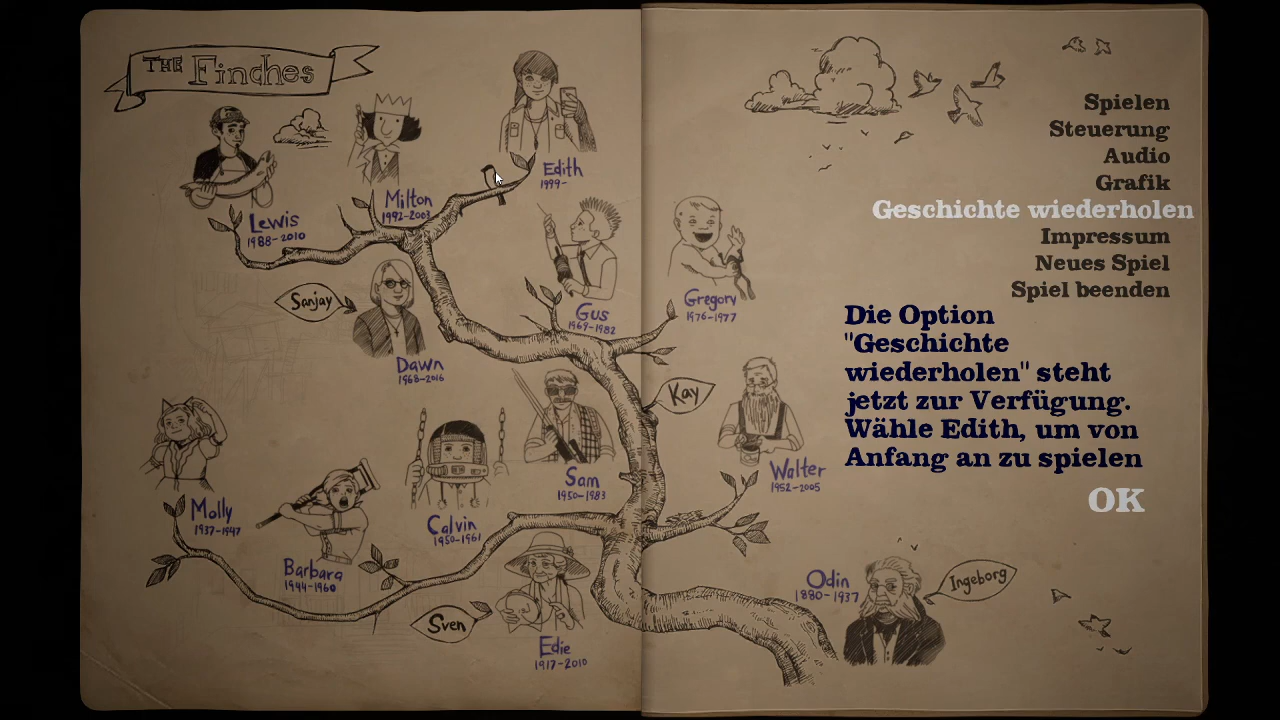 THE Finches
Edith
1999-
Milton
1992-2003
Lewis
1988-2010
Sanjay
Dawn
1968-2016
Gus
1969-1982
Gregory
1976-1977
Kay
Sam
1950-1983
Walter
1952-2005
Molly
1937-1947
Barbara
1944-1960
Calvin
1950-1961
Sven
Edie
1917-2010
Odin
1880-1937
Ingeborg
Spielen
Steuerung
Audio
Grafik
Geschichte wiederholen
Impressum
Neues Spiel
Spiel beenden
Die Option
"Geschichte
wiederholen" steht
jetzt zur Verfügung.
Wähle Edith, um von
Anfang an zu spielen
OK